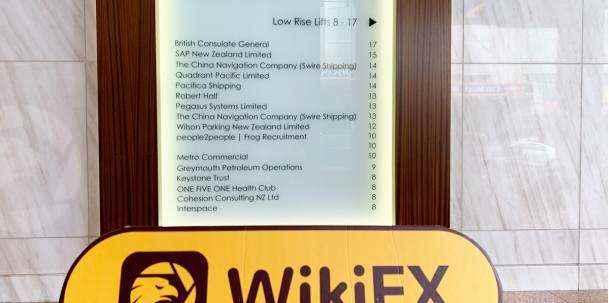 Low Rise Lifts 8 - 17 ▶
British Consulate General 17
SAP New Zealand Limited 15
The China Navigation Company (Swire Shipping) 14
Quadrant Pacific Limited 14
Pacifica Shipping 14
Robert Half 13
Pegasus Systems Limited 13
The China Navigation Company (Swire Shipping) 13
Wilson Parking New Zealand Limited 12
people2people | Frog Recruitment 10
10
Metro Commercial 10
Greymouth Petroleum Operations 9
Keystone Trust 8
ONE FIVE ONE Health Club 8
Cohesion Consulting NZ Ltd 8
Interspace 8
WikiFX